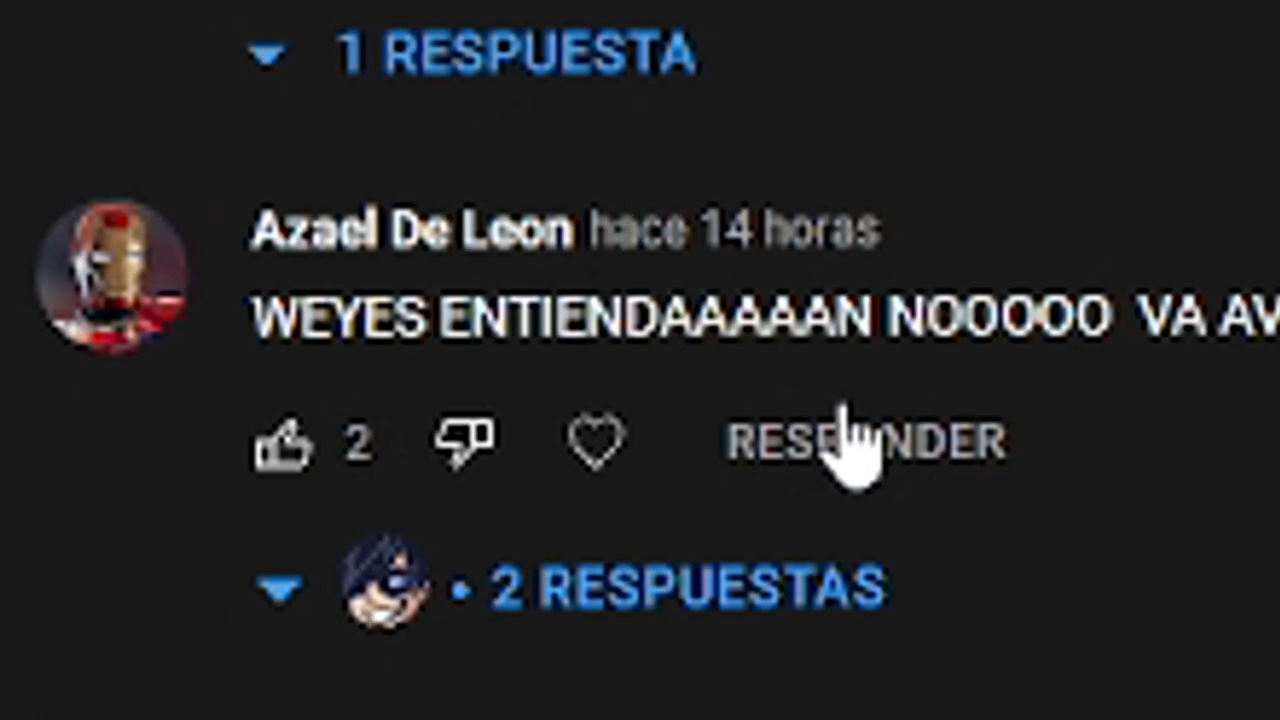 1 RESPUESTA
Azael De Leon hace 14 horas
WEYES ENTIENDAAAAAN NOOOOO VA AV
2
RESPONDER
• 2 RESPUESTAS